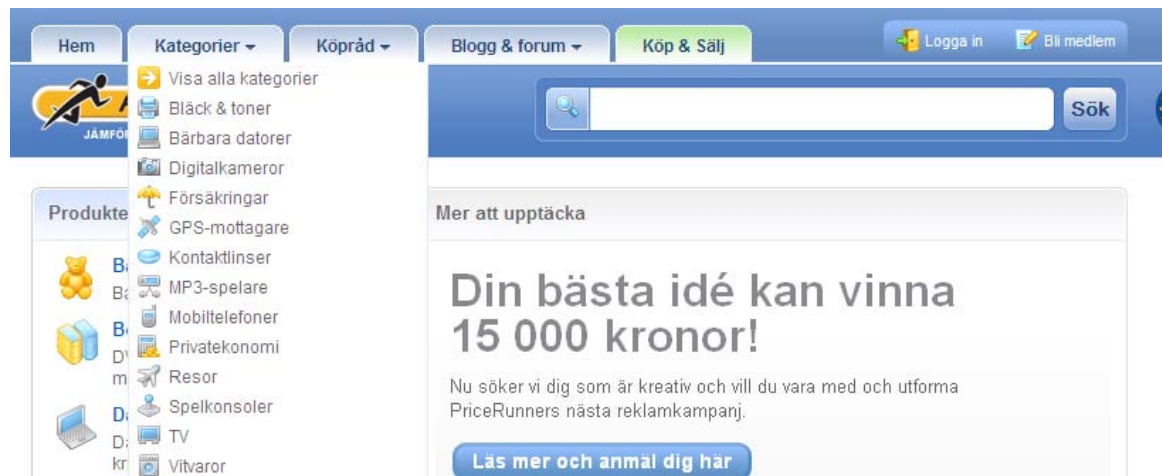 Hem
Kategorier
Köpråd
Blogg & forum
Köp & Sälj
Logga in
Bli medlem
Visa alla kategorier
Bläck & toner
Bärbara datorer
Digitalkameror
Försäkringar
GPS-mottagare
Kontaktlinser
MP3-spelare
Mobiltelefoner
Privatekonomi
Resor
Spelkonsoler
TV
Vitvaror
Sök
Mer att upptäcka
Din bästa idé kan vinna
15 000 kronor!
Nu söker vi dig som är kreativ och vill du vara med och utforma
PriceRunners nästa reklamkampanj.
Läs mer och anmäl dig här